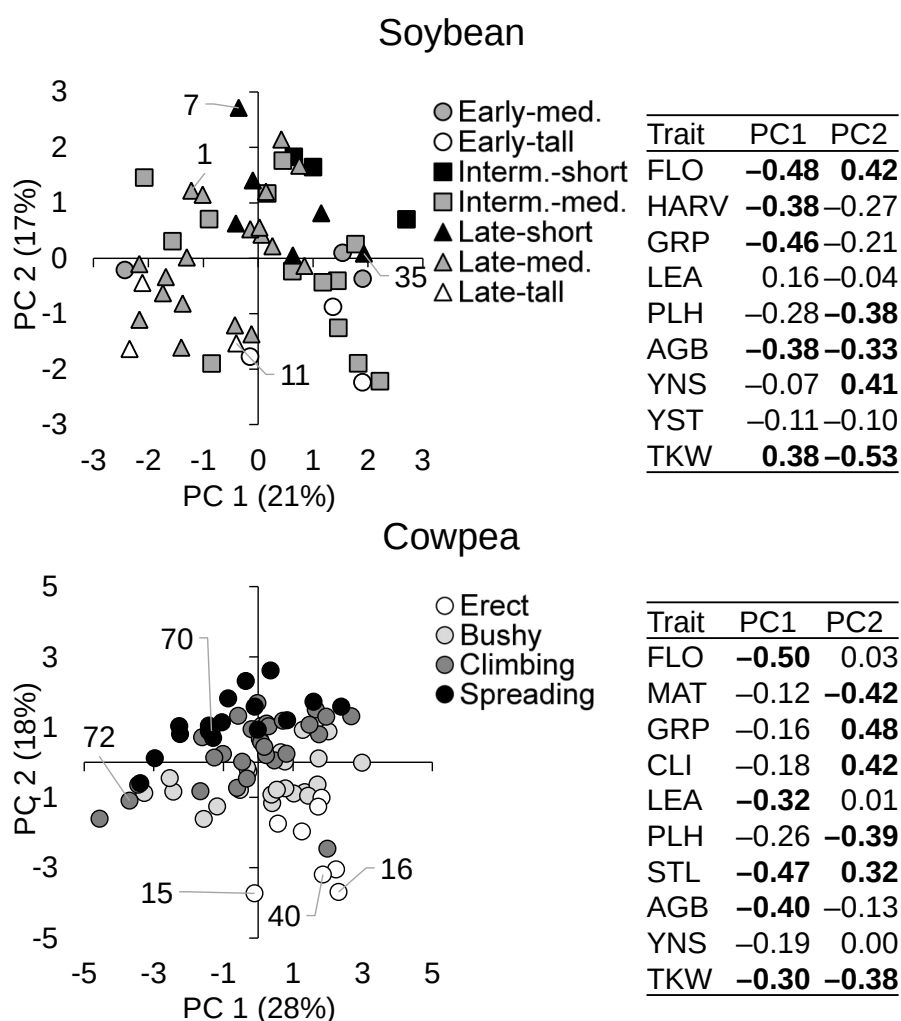 Soybean
3
2
1
0
-1
-2
-3
PC 2 (17%)
-3 -2 -1 0 1 2 3
PC 1 (21%)
7
1
35
11
Early-med.
Early-tall
Interm.-short
Interm.-med.
Late-short
Late-med.
Late-tall
Trait PC1 PC2
FLO –0.48 0.42
HARV –0.38 –0.27
GRP –0.46 –0.21
LEA 0.16 –0.04
PLH –0.28 –0.38
AGB –0.38 –0.33
YNS –0.07 0.41
YST –0.11 –0.10
TKW 0.38 –0.53
Cowpea
5
3
1
-1
-3
-5
PC 2 (18%)
-5 -3 -1 1 3 5
PC 1 (28%)
70
72
15
40
16
Erect
Bushy
Climbing
Spreading
Trait PC1 PC2
FLO –0.50 0.03
MAT –0.12 –0.42
GRP –0.16 0.48
CLI –0.18 0.42
LEA –0.32 0.01
PLH –0.26 –0.39
STL –0.47 0.32
AGB –0.40 –0.13
YNS –0.19 0.00
TKW –0.30 –0.38